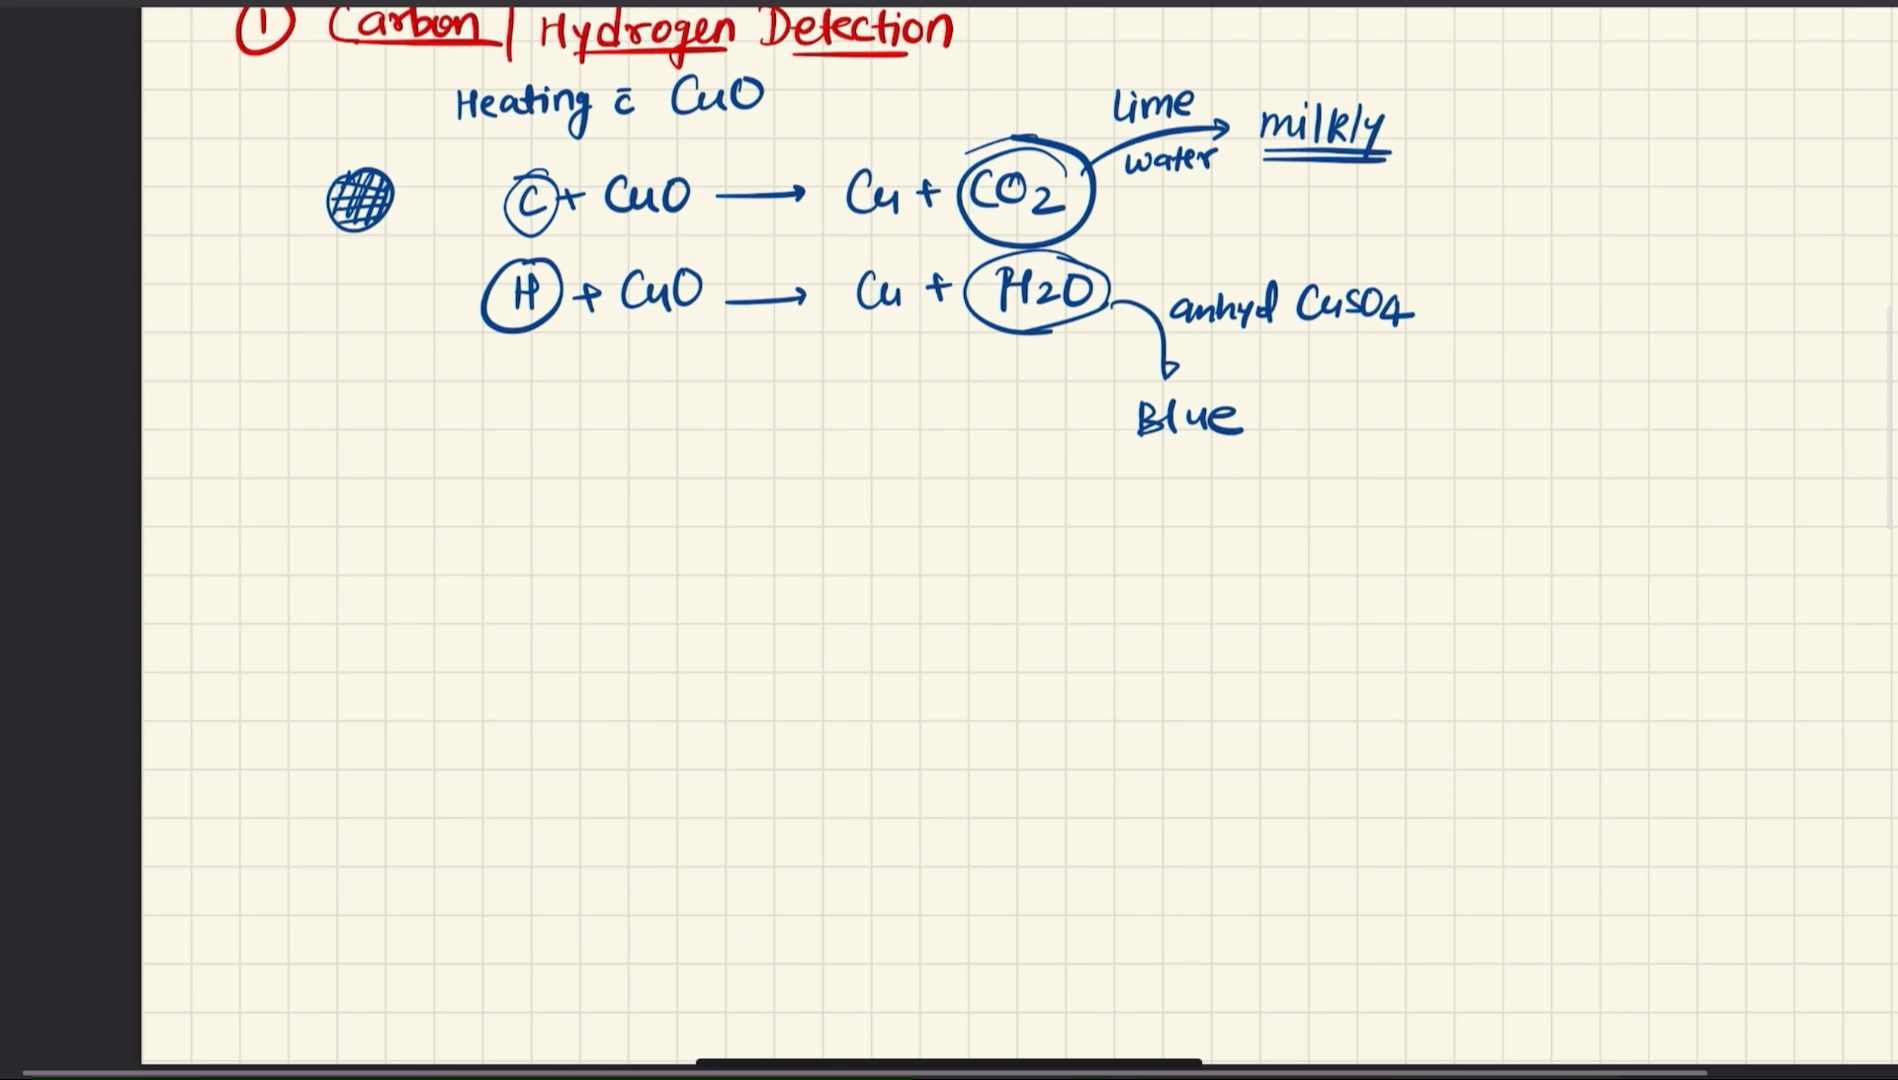 ① Carbon | Hydrogen Detection
Heating c̄ CuO
C + CuO → Cu + CO2 lime water → milkly
H + CuO → Cu + H2O anhyd CuSO4
Blue